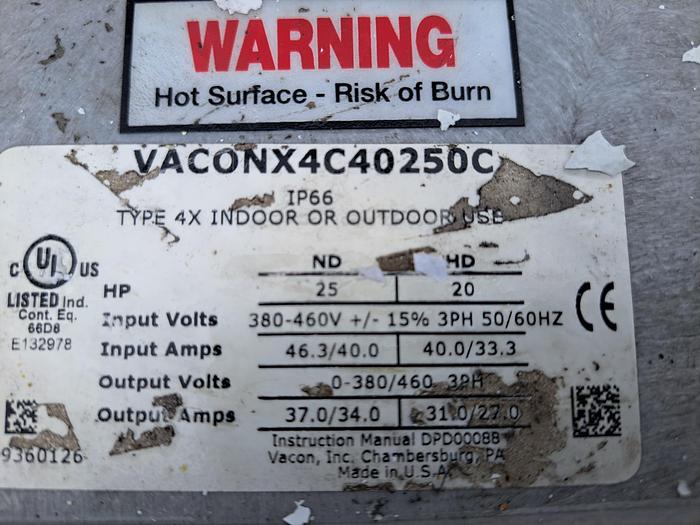 WARNING
Hot Surface - Risk of Burn
VACONX4C40250C
IP66
TYPE 4X INDOOR OR OUTDOOR USE
ND HD
HP 25 20
Input Volts 380-460V +/- 15% 3PH 50/60HZ
Input Amps 46.3/40.0 40.0/33.3
Output Volts 0-380/460 3PH
Output Amps 37.0/34.0 31.0/27.0
C UL US
LISTED Ind.
Cont. Eq.
66D8
E132978
CE
9360126
Instruction Manual DPD00088
Vacon, Inc. Chambersburg, PA
Made in U.S.A.